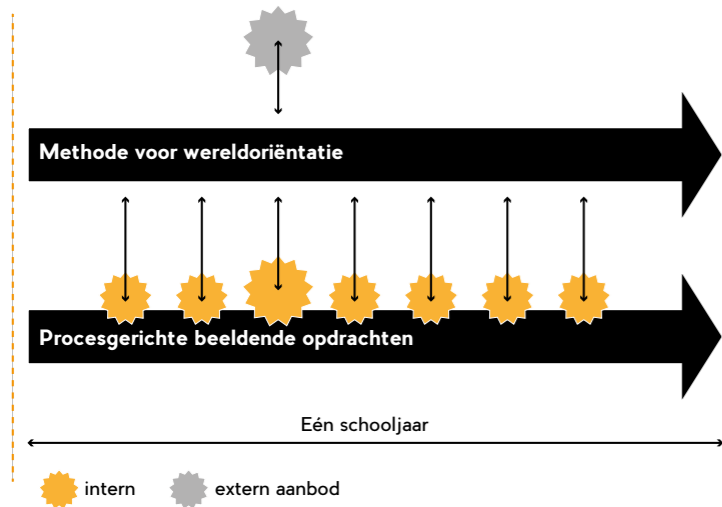 Methode voor wereldoriëntatie
Procesgerichte beeldende opdrachten
Eén schooljaar
intern
extern aanbod